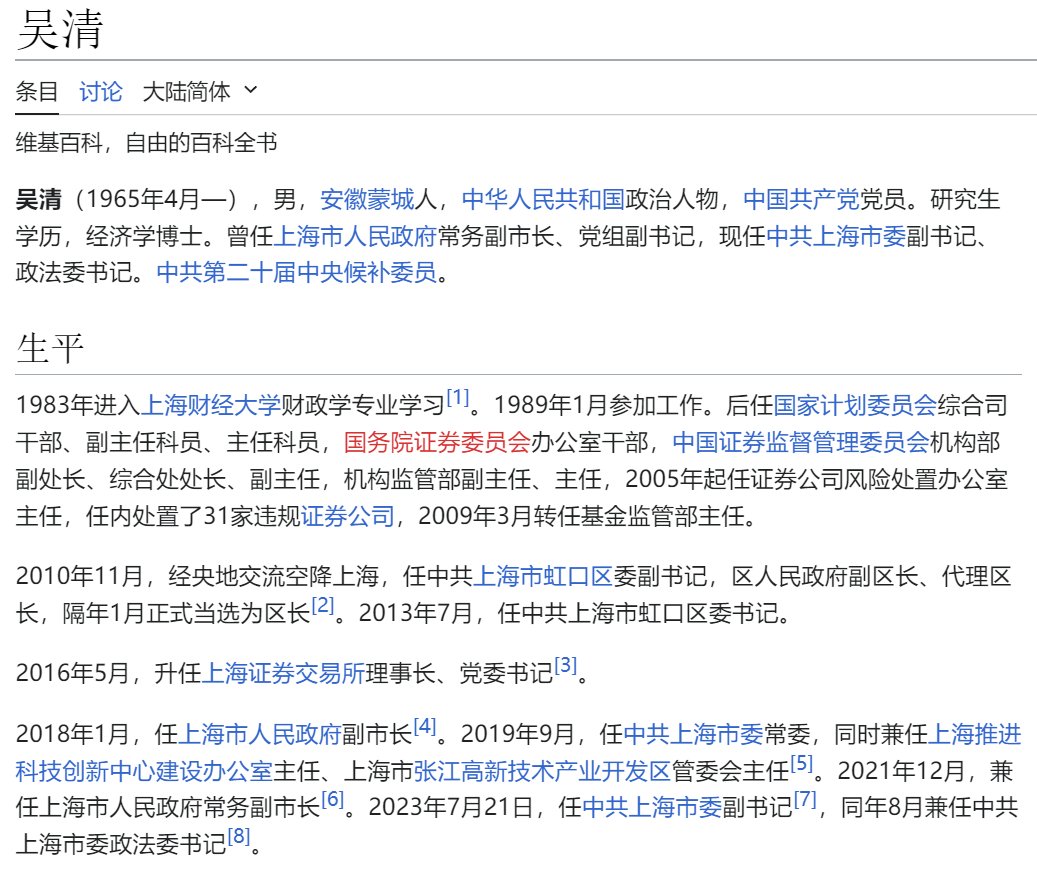 吴清
条目 讨论 大陆简体
维基百科，自由的百科全书
吴清（1965年4月—），男，安徽蒙城人，中华人民共和国政治人物，中国共产党党员。研究生
学历，经济学博士。曾任上海市人民政府常务副市长、党组副书记，现任中共上海市委副书记、
政法委书记。中共第二十届中央候补委员。
生平
1983年进入上海财经大学财政学专业学习[1]。1989年1月参加工作。后任国家计划委员会综合司
干部、副主任科员、主任科员，国务院证券委员会办公室干部，中国证券监督管理委员会机构部
副处长、综合处处长、副主任，机构监管部副主任、主任，2005年起任证券公司风险处置办公室
主任，任内处置了31家违规证券公司，2009年3月转任基金监管部主任。
2010年11月，经央地交流空降上海，任中共上海市虹口区委副书记，区人民政府副区长、代理区
长，隔年1月正式当选为区长[2]。2013年7月，任中共上海市虹口区委书记。
2016年5月，升任上海证券交易所理事长、党委书记[3]。
2018年1月，任上海市人民政府副市长[4]。2019年9月，任中共上海市委常委，同时兼任上海推进
科技创新中心建设办公室主任、上海市张江高新技术产业开发区管委会主任[5]。2021年12月，兼
任上海市人民政府常务副市长[6]。2023年7月21日，任中共上海市委副书记[7]，同年8月兼任中共
上海市委政法委书记[8]。